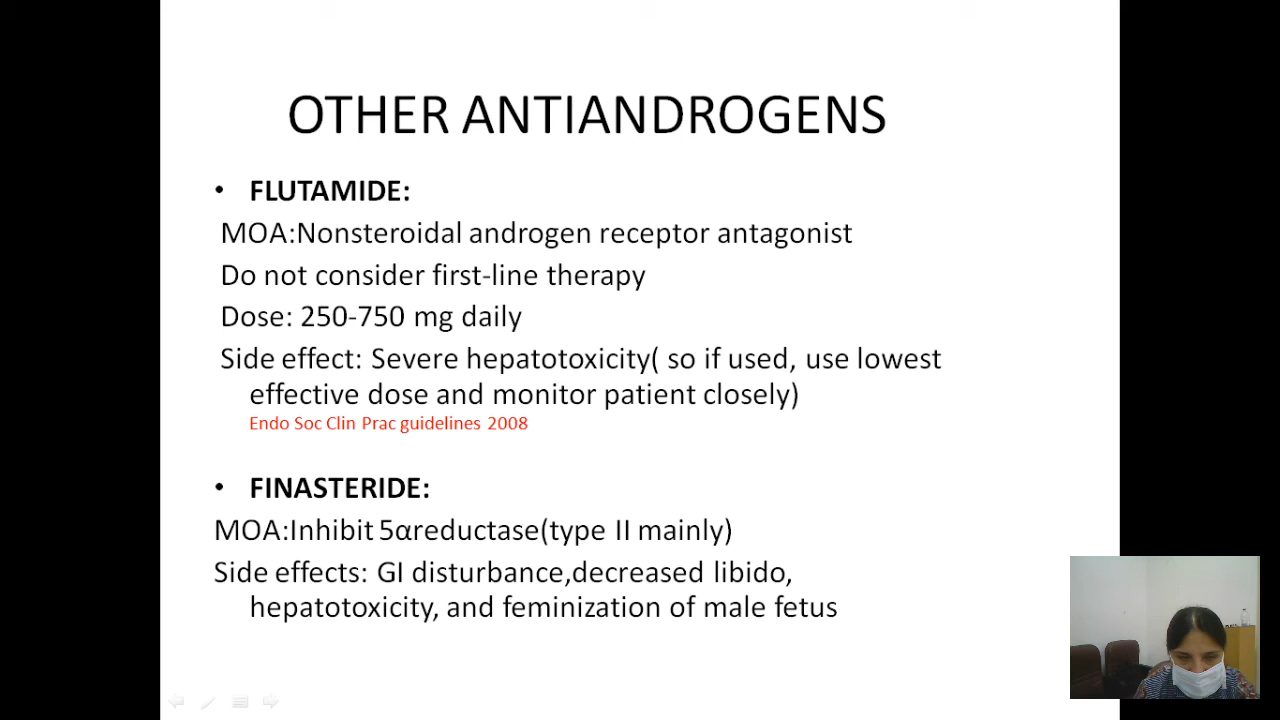 OTHER ANTIANDROGENS
• FLUTAMIDE:
MOA:Nonsteroidal androgen receptor antagonist
Do not consider first-line therapy
Dose: 250-750 mg daily
Side effect: Severe hepatotoxicity( so if used, use lowest
effective dose and monitor patient closely)
Endo Soc Clin Prac guidelines 2008
• FINASTERIDE:
MOA:Inhibit 5αreductase(type II mainly)
Side effects: GI disturbance,decreased libido,
hepatotoxicity, and feminization of male fetus